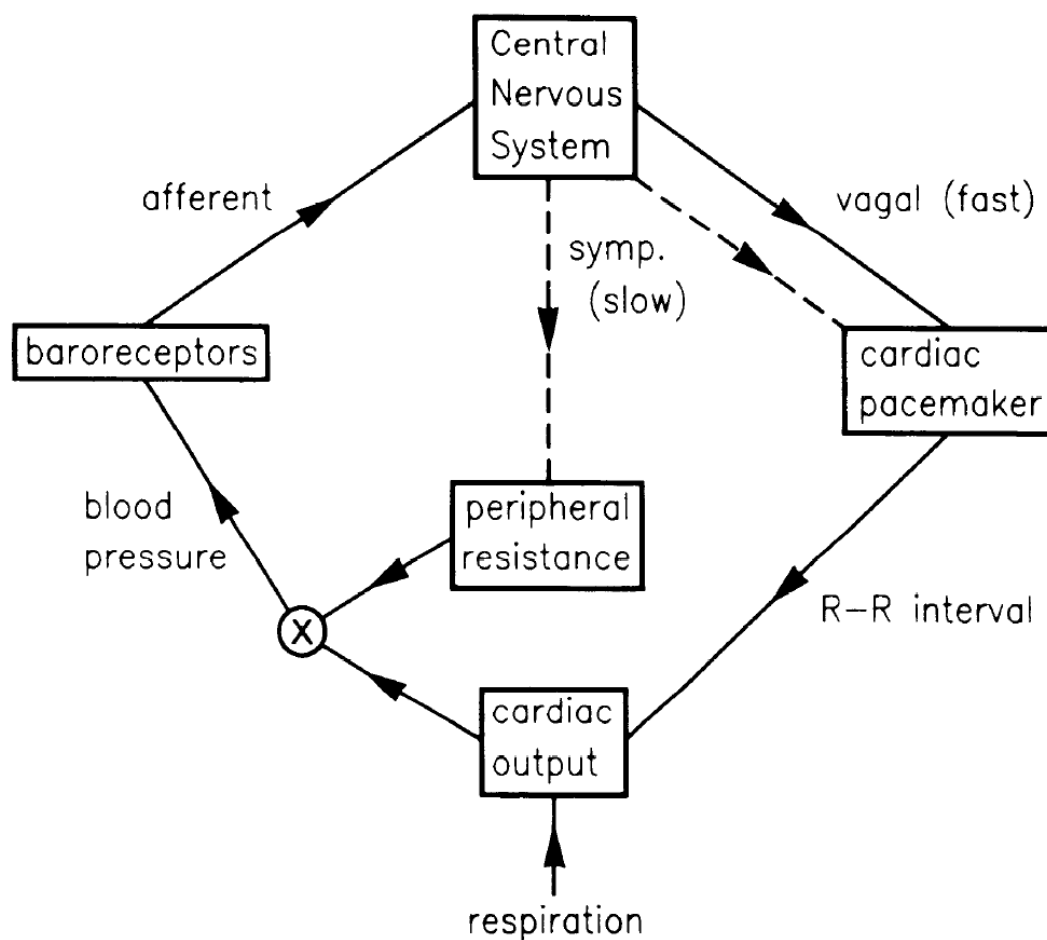 Central
Nervous
System
afferent
vagal (fast)
symp.
(slow)
baroreceptors
cardiac
pacemaker
blood
pressure
peripheral
resistance
R-R interval
X
cardiac
output
respiration